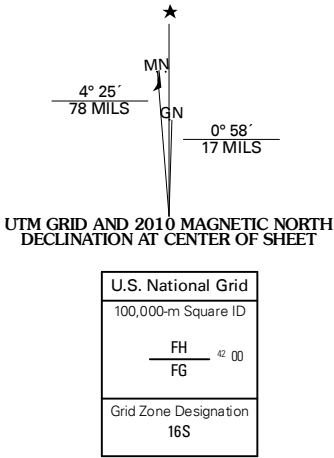 ★
MN
4° 25´
78 MILS
GN
0° 58´
17 MILS
UTM GRID AND 2010 MAGNETIC NORTH
DECLINATION AT CENTER OF SHEET
U.S. National Grid
100,000-m Square ID
FH
42 00
FG
Grid Zone Designation
16S